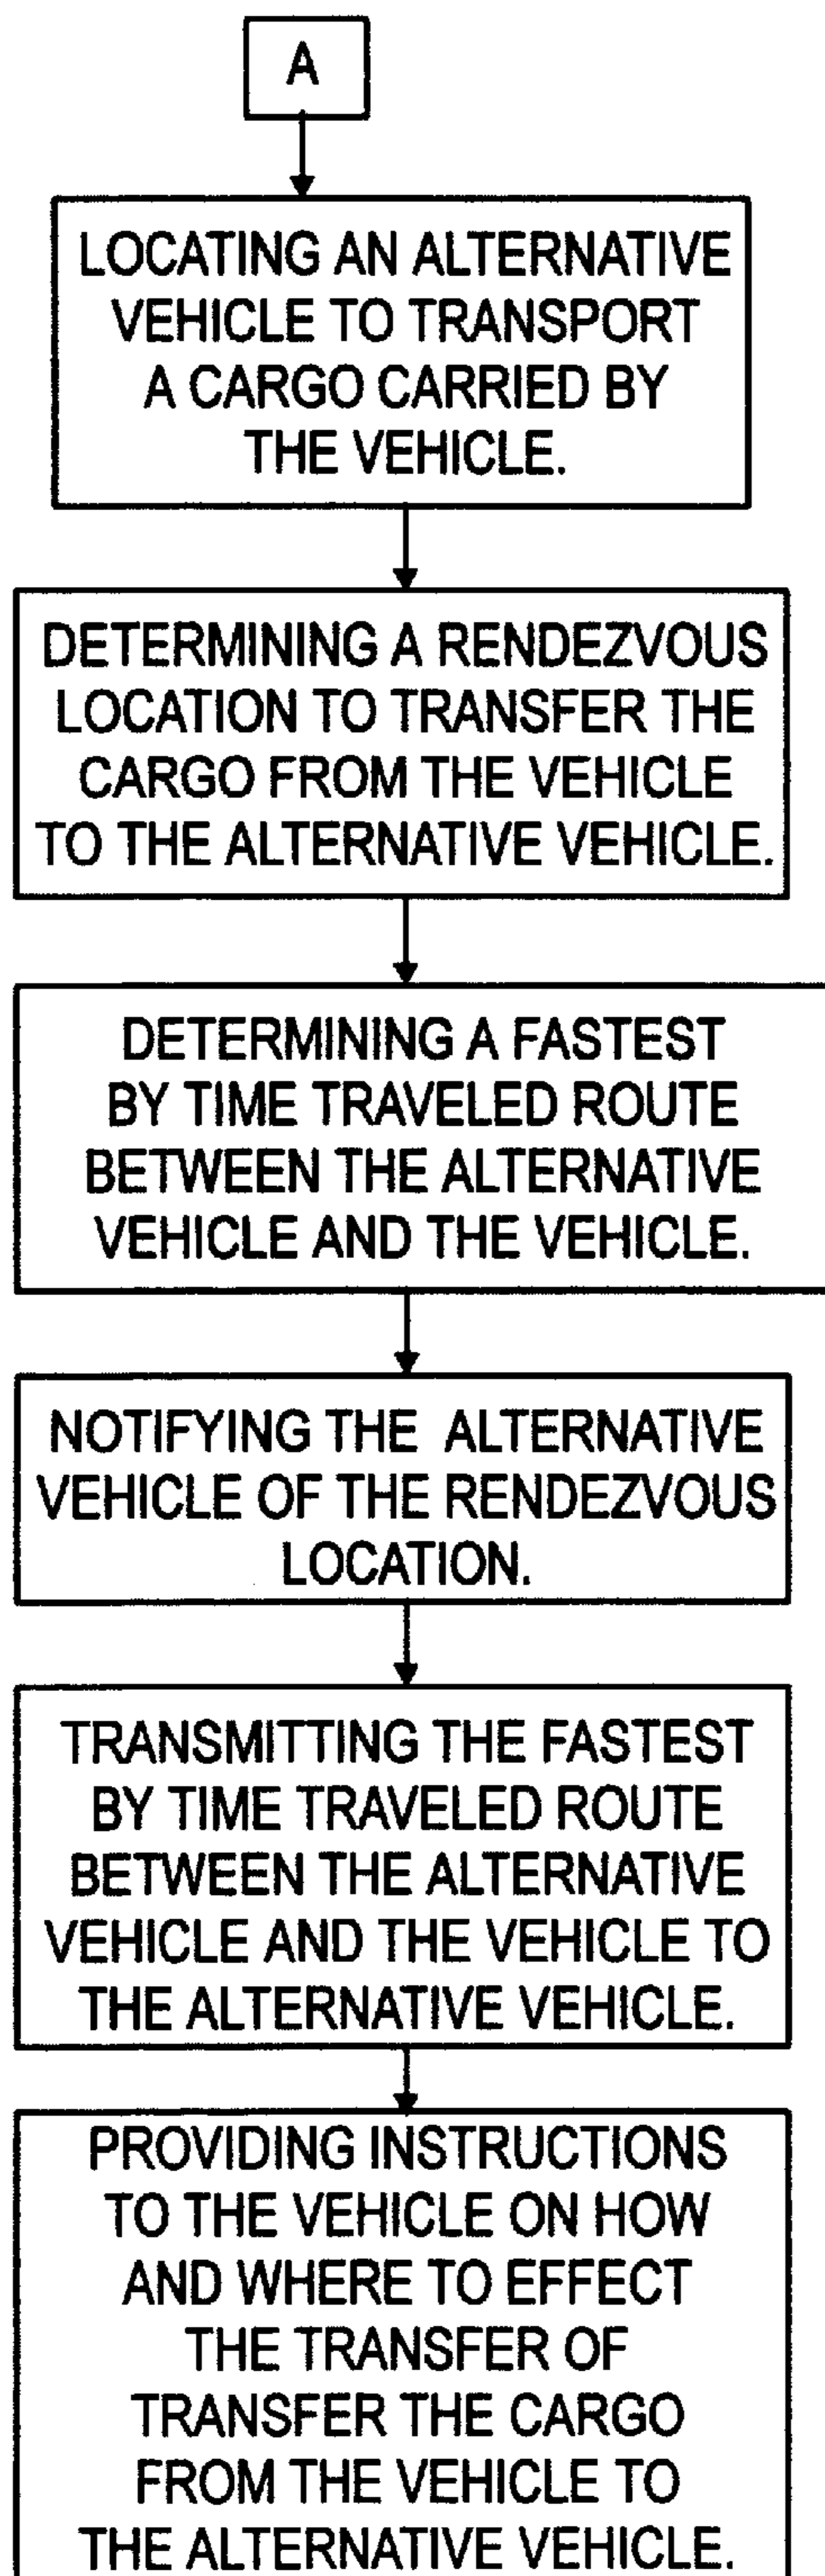 A
LOCATING AN ALTERNATIVE
VEHICLE TO TRANSPORT
A CARGO CARRIED BY
THE VEHICLE.
DETERMINING A RENDEZVOUS
LOCATION TO TRANSFER THE
CARGO FROM THE VEHICLE
TO THE ALTERNATIVE VEHICLE.
DETERMINING A FASTEST
BY TIME TRAVELED ROUTE
BETWEEN THE ALTERNATIVE
VEHICLE AND THE VEHICLE.
NOTIFYING THE ALTERNATIVE
VEHICLE OF THE RENDEZVOUS
LOCATION.
TRANSMITTING THE FASTEST
BY TIME TRAVELED ROUTE
BETWEEN THE ALTERNATIVE
VEHICLE AND THE VEHICLE TO
THE ALTERNATIVE VEHICLE.
PROVIDING INSTRUCTIONS
TO THE VEHICLE ON HOW
AND WHERE TO EFFECT
THE TRANSFER OF
TRANSFER THE CARGO
FROM THE VEHICLE TO
THE ALTERNATIVE VEHICLE.